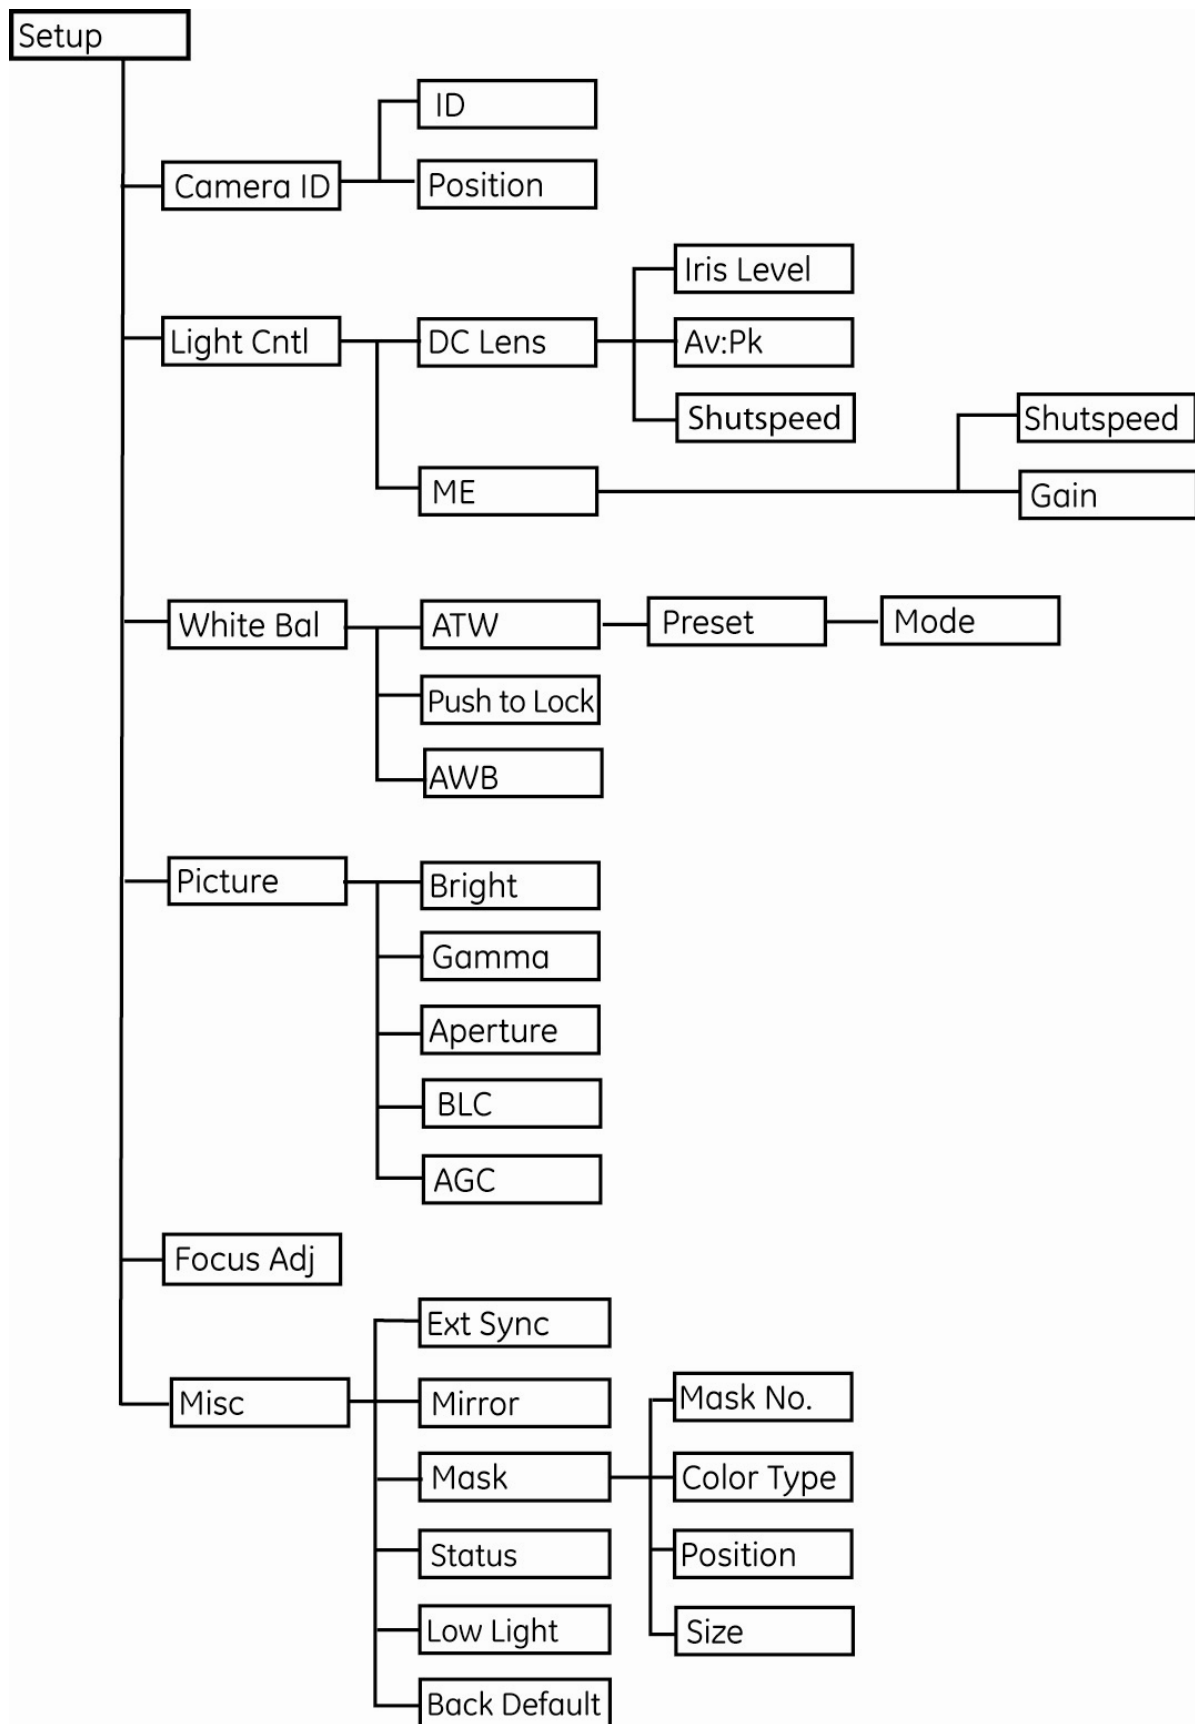 Setup
ID
Camera ID
Position
Iris Level
Light Cntl
DC Lens
Av:Pk
Shutspeed
Shutspeed
ME
Gain
White Bal
ATW
Preset
Mode
Push to Lock
AWB
Picture
Bright
Gamma
Aperture
BLC
AGC
Focus Adj
Ext Sync
Misc
Mirror
Mask No.
Mask
Color Type
Status
Position
Low Light
Size
Back Default